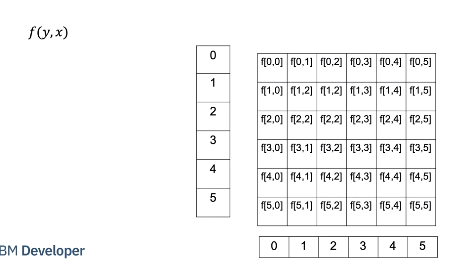 f(y,x)
0 f[0,0] f[0,1] f[0,2] f[0,3] f[0,4] f[0,5]
1 f[1,0] f[1,2] f[1,2] f[1,3] f[1,4] f[1,5]
2 f[2,0] f[2,2] f[2,2] f[2,3] f[2,4] f[2,5]
3 f[3,0] f[3,1] f[3,2] f[3,3] f[3,4] f[3,5]
4 f[4,0] f[4,1] f[4,2] f[4,3] f[4,4] f[4,5]
5 f[5,0] f[5,1] f[5,2] f[5,3] f[5,4] f[5,5]
0 1 2 3 4 5
BM Developer